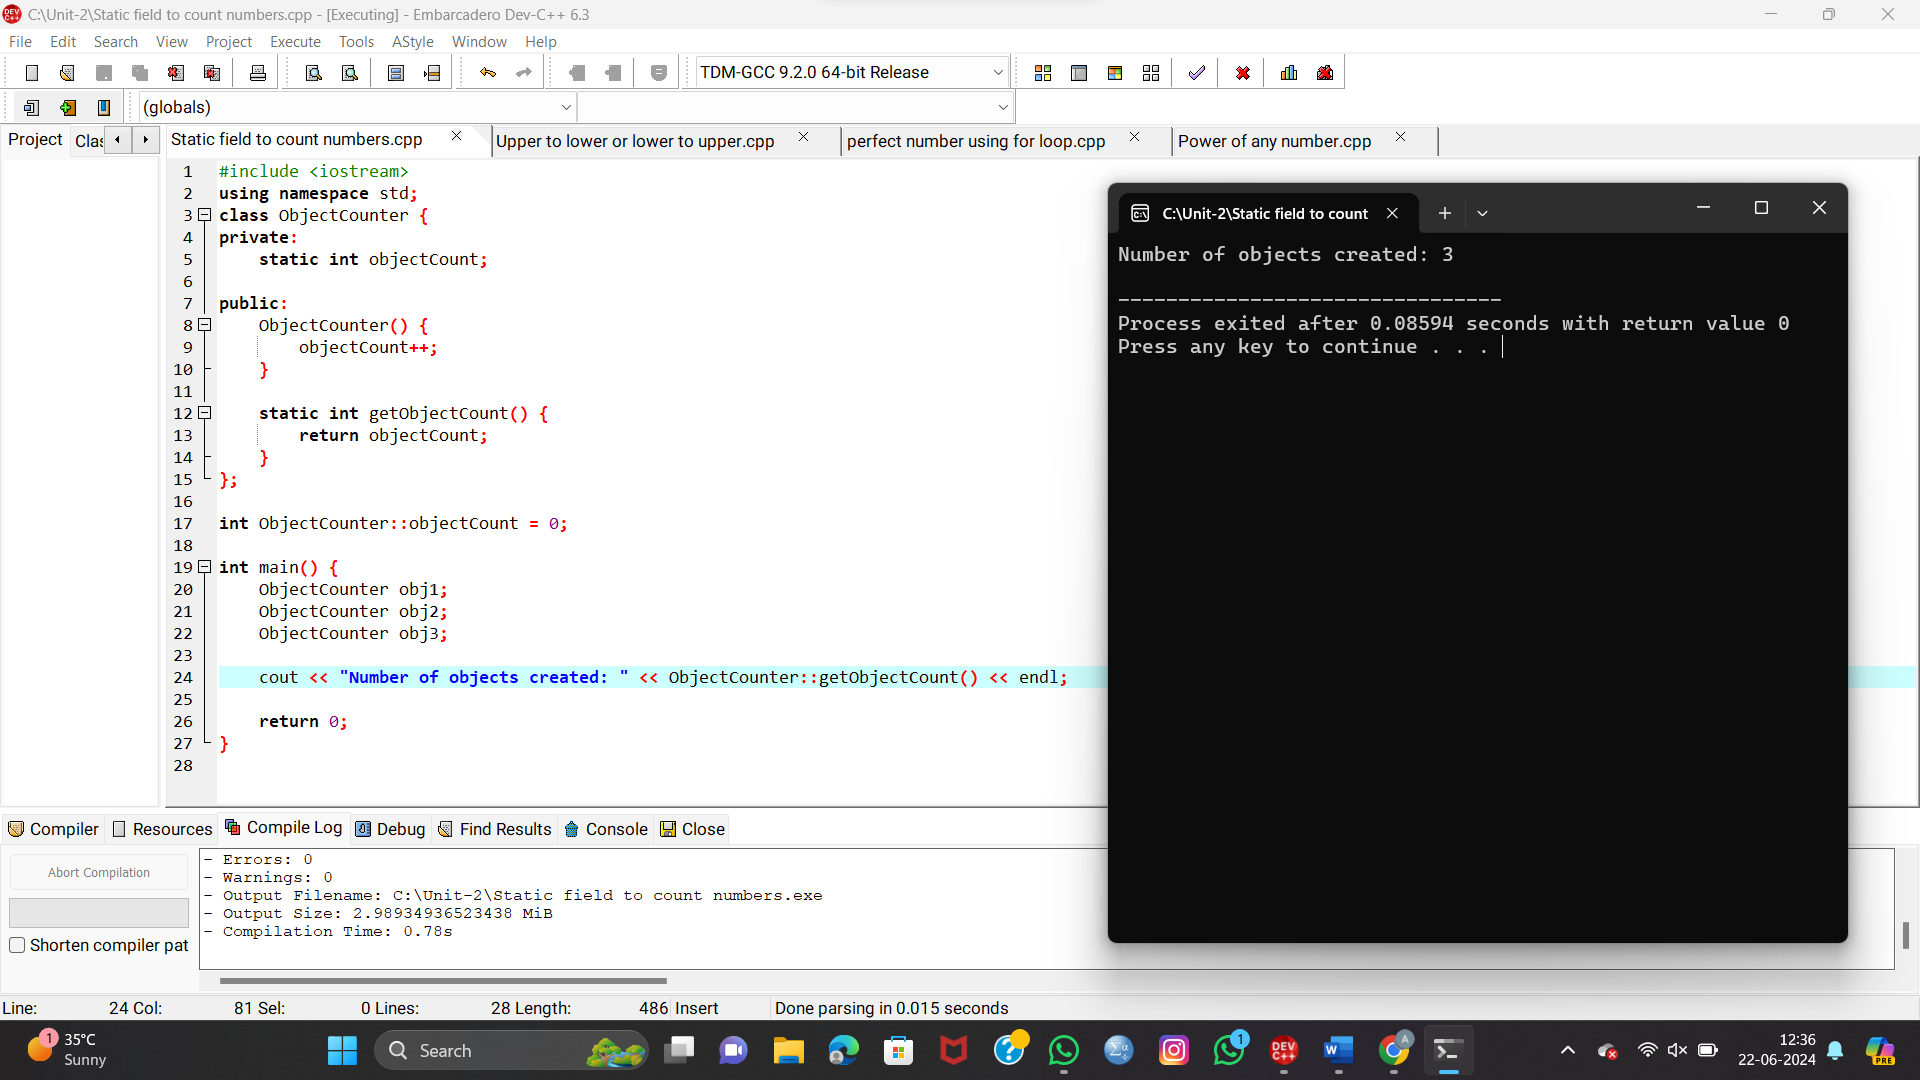 C:\Unit-2\Static field to count numbers.cpp - [Executing] - Embarcadero Dev-C++ 6.3
File Edit Search View Project Execute Tools AStyle Window Help
TDM-GCC 9.2.0 64-bit Release
(globals)
Project Clas
Static field to count numbers.cpp Upper to lower or lower to upper.cpp perfect number using for loop.cpp Power of any number.cpp
1 #include <iostream>
2 using namespace std;
3 class ObjectCounter {
4 private:
5 static int objectCount;
6
7 public:
8 ObjectCounter() {
9 objectCount++;
10 }
11
12 static int getObjectCount() {
13 return objectCount;
14 }
15 };
16
17 int ObjectCounter::objectCount = 0;
18
19 int main() {
20 ObjectCounter obj1;
21 ObjectCounter obj2;
22 ObjectCounter obj3;
23
24 cout << "Number of objects created: " << ObjectCounter::getObjectCount() << endl;
25
26 return 0;
27 }
28
C:\Unit-2\Static field to count
Number of objects created: 3
--------------------------------
Process exited after 0.08594 seconds with return value 0
Press any key to continue . . .
Compiler Resources Compile Log Debug Find Results Console Close
Abort Compilation
Shorten compiler pat
- Errors: 0
- Warnings: 0
- Output Filename: C:\Unit-2\Static field to count numbers.exe
- Output Size: 2.98934936523438 MiB
- Compilation Time: 0.78s
Line: 24 Col: 81 Sel: 0 Lines: 28 Length: 486 Insert Done parsing in 0.015 seconds
1
35°C
Sunny
Search
1
DEV C++
A
12:36
22-06-2024
PRE